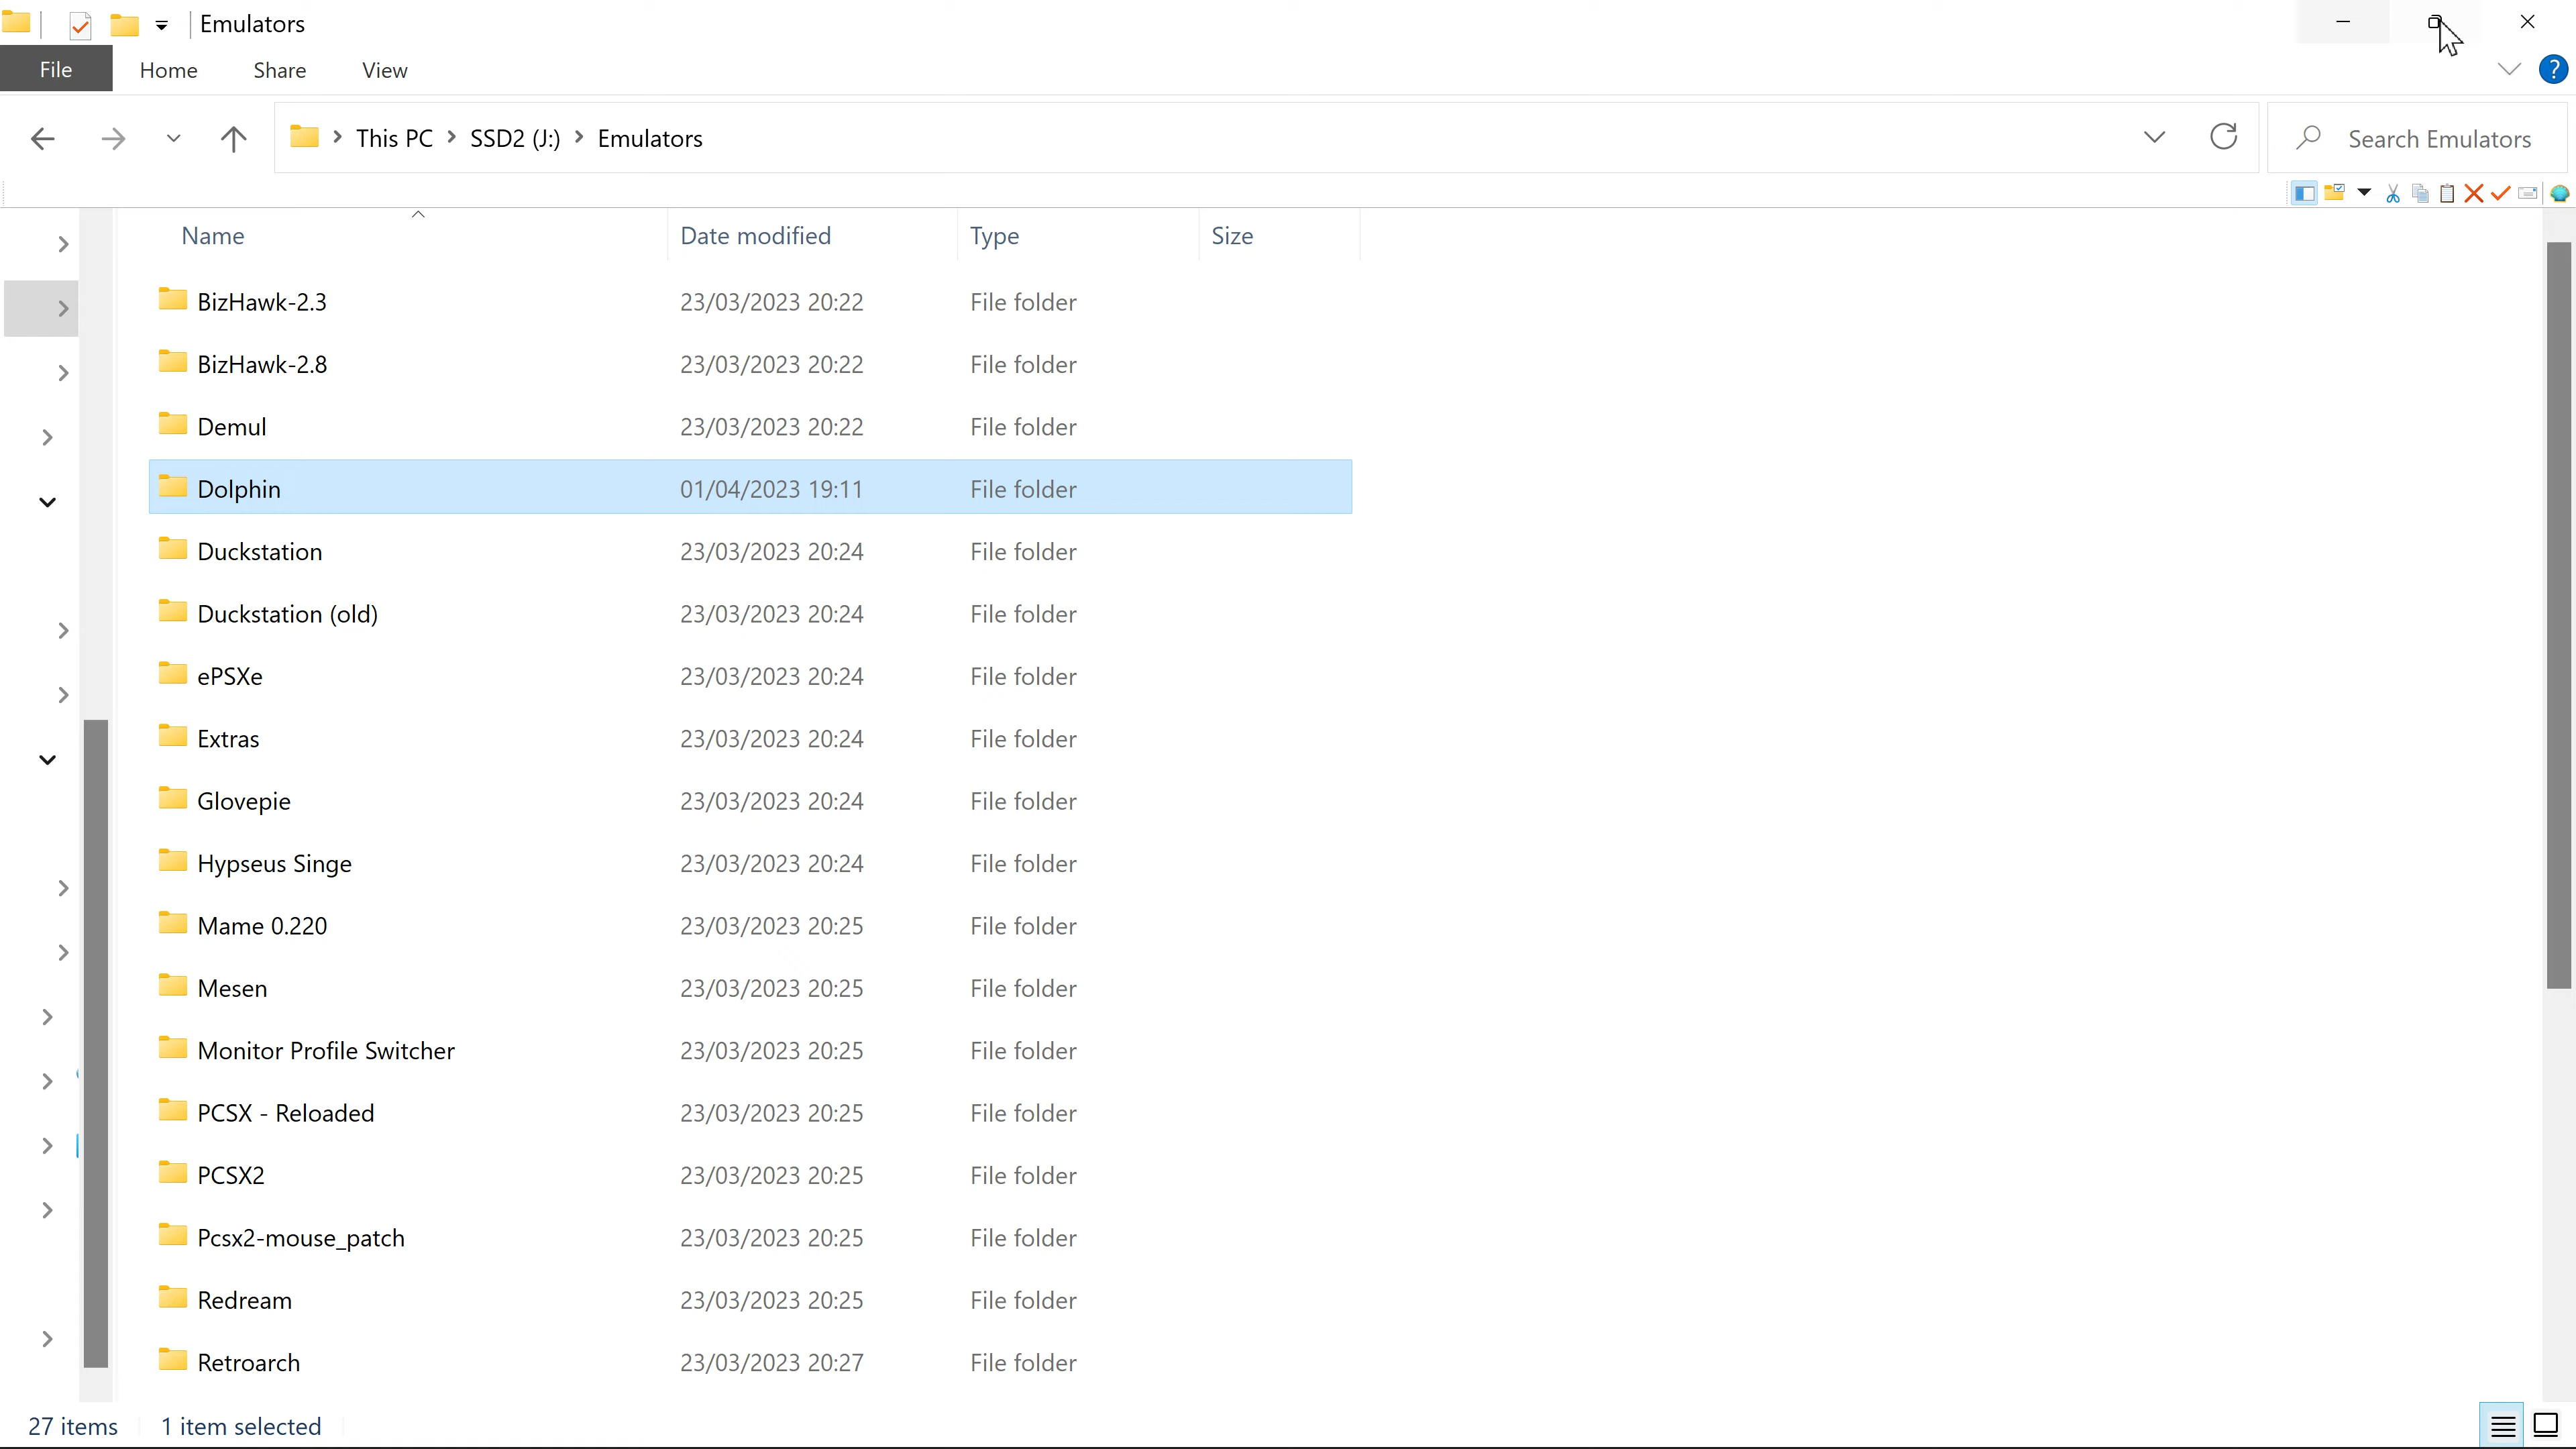 Emulators
File Home Share View ?
This PC > SSD2 (J:) > Emulators Search Emulators
Name Date modified Type Size
BizHawk-2.3 23/03/2023 20:22 File folder
BizHawk-2.8 23/03/2023 20:22 File folder
Demul 23/03/2023 20:22 File folder
Dolphin 01/04/2023 19:11 File folder
Duckstation 23/03/2023 20:24 File folder
Duckstation (old) 23/03/2023 20:24 File folder
ePSXe 23/03/2023 20:24 File folder
Extras 23/03/2023 20:24 File folder
Glovepie 23/03/2023 20:24 File folder
Hypseus Singe 23/03/2023 20:24 File folder
Mame 0.220 23/03/2023 20:25 File folder
Mesen 23/03/2023 20:25 File folder
Monitor Profile Switcher 23/03/2023 20:25 File folder
PCSX - Reloaded 23/03/2023 20:25 File folder
PCSX2 23/03/2023 20:25 File folder
Pcsx2-mouse_patch 23/03/2023 20:25 File folder
Redream 23/03/2023 20:25 File folder
Retroarch 23/03/2023 20:27 File folder
27 items 1 item selected